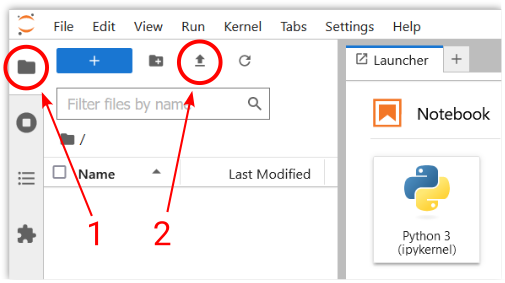 File Edit View Run Kernel Tabs Settings Help
+
Launcher +
Filter files by name
Notebook
/
Name Last Modified
Python 3
(ipykernel)
1 2